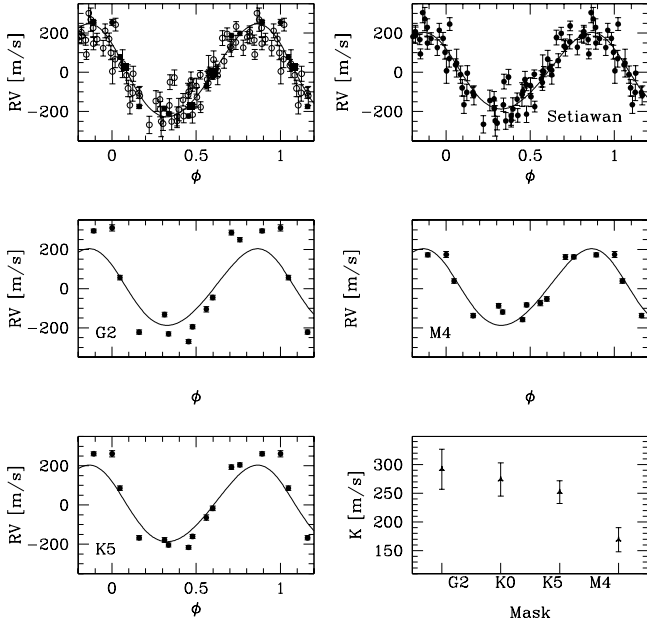 RV [m/s]
200
0
-200
0
0.5
1
ϕ
RV [m/s]
200
0
-200
Setiawan
0
0.5
1
ϕ
RV [m/s]
200
0
-200
G2
ϕ
RV [m/s]
200
0
-200
M4
ϕ
RV [m/s]
200
0
-200
K5
0
0.5
1
ϕ
K [m/s]
300
250
200
150
G2 K0 K5 M4
Mask